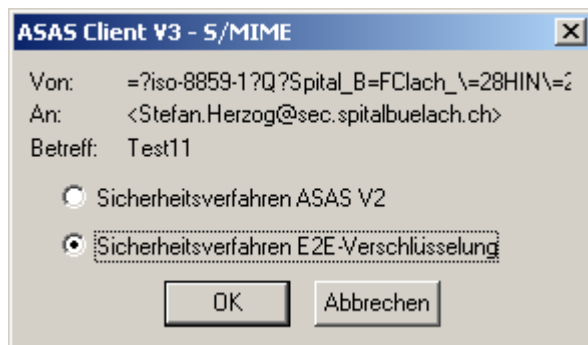 ASAS Client V3 - S/MIME
Von: =?iso-8859-1?Q?Spital_B=FClach_\=28HIN\=2
An: <Stefan.Herzog@sec.spitalbuelach.ch>
Betreff: Test11
Sicherheitsverfahren ASAS V2
Sicherheitsverfahren E2E-Verschlüsselung
OK Abbrechen